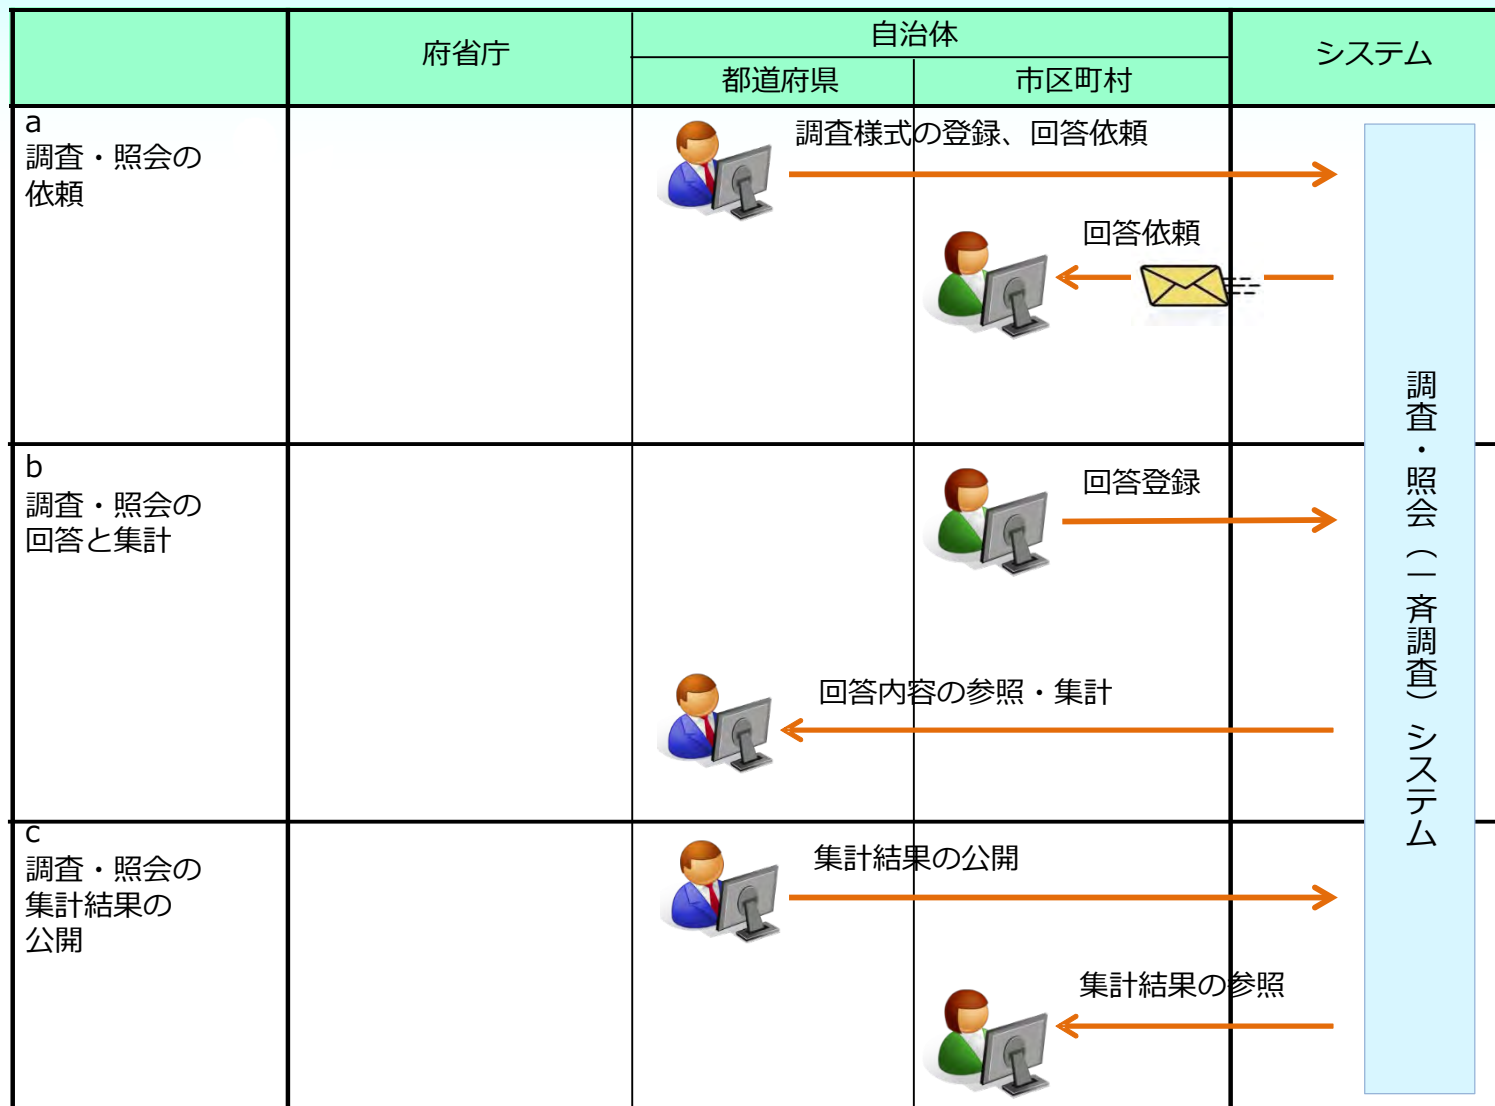 府省庁
自治体
システム
都道府県
市区町村
a
調査・照会の
依頼
調査様式の登録、回答依頼
回答依頼
b
調査・照会の
回答と集計
回答登録
回答内容の参照・集計
c
調査・照会の
集計結果の
公開
集計結果の公開
集計結果の参照
調査・照会(一斉調査)システム